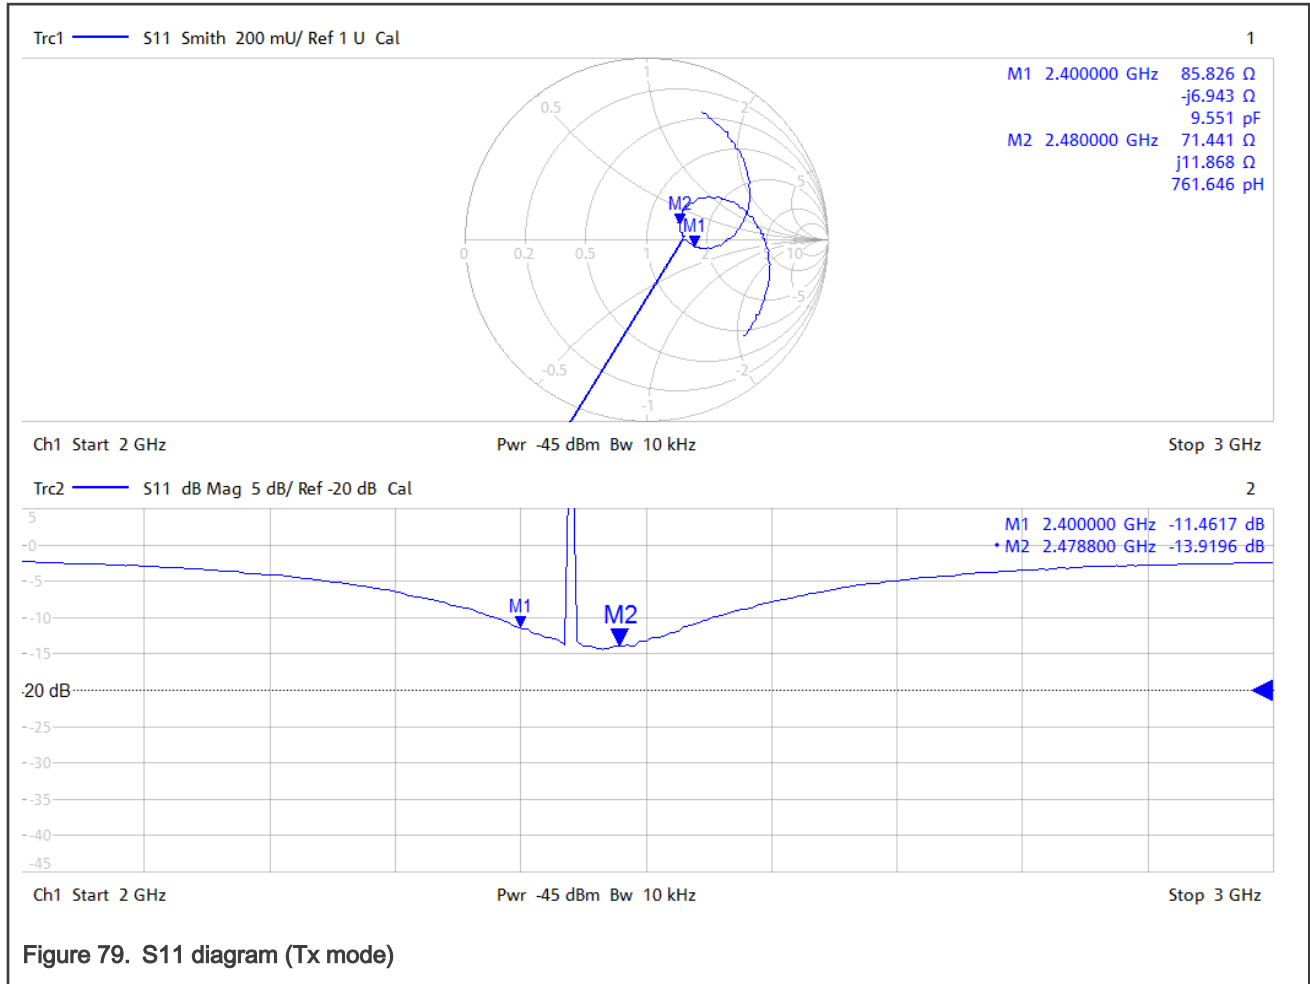 Trc1 S11 Smith 200 mU/ Ref 1 U Cal 1
M1 2.400000 GHz 85.826 Ω
-j6.943 Ω
9.551 pF
M2 2.480000 GHz 71.441 Ω
j11.868 Ω
761.646 pH
1
0.5
2
5
M2
M1
0
0.2
0.5
1
2
10
-5
-0.5
-2
-1
Ch1 Start 2 GHz Pwr -45 dBm Bw 10 kHz Stop 3 GHz
Trc2 S11 dB Mag 5 dB/ Ref -20 dB Cal 2
M1 2.400000 GHz -11.4617 dB
• M2 2.478800 GHz -13.9196 dB
5
0
-5
-10
-15
-20 dB
-25
-30
-35
-40
-45
M1
M2
Ch1 Start 2 GHz Pwr -45 dBm Bw 10 kHz Stop 3 GHz
Figure 79. S11 diagram (Tx mode)